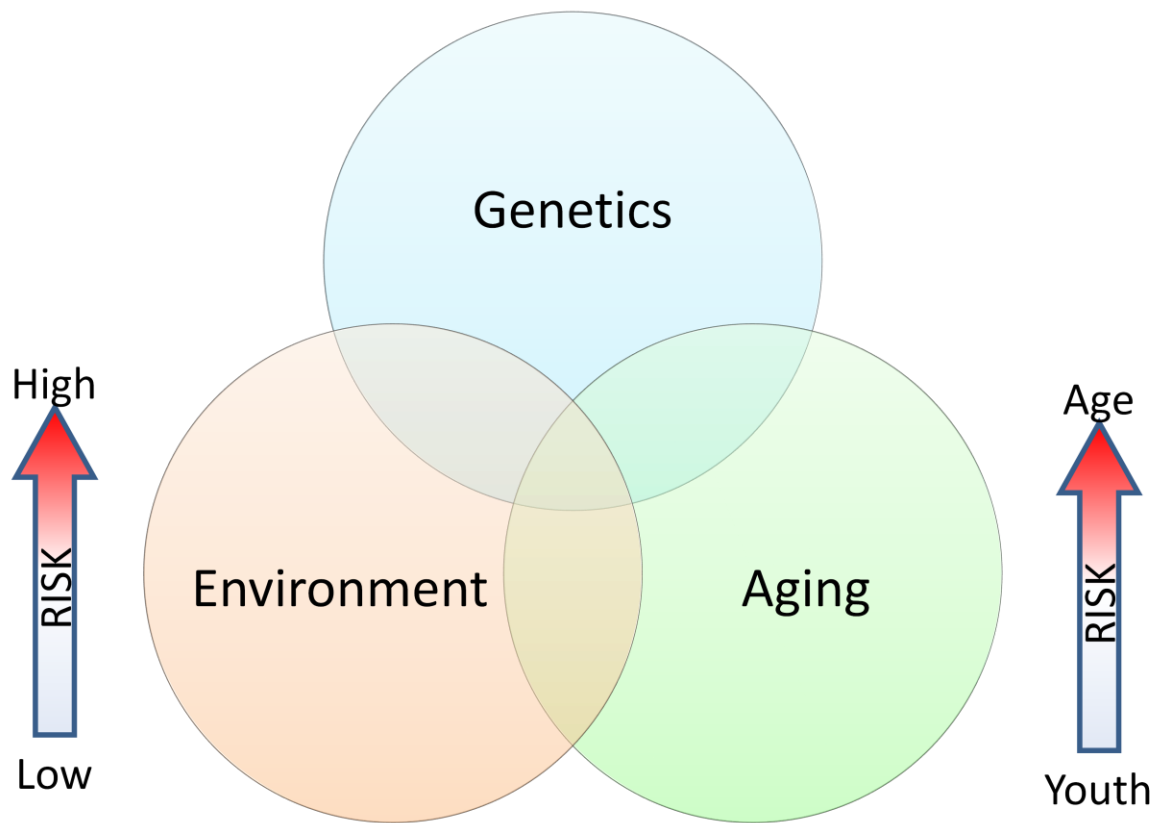 Genetics
High
Age
RISK
Environment
Aging
RISK
Low
Youth